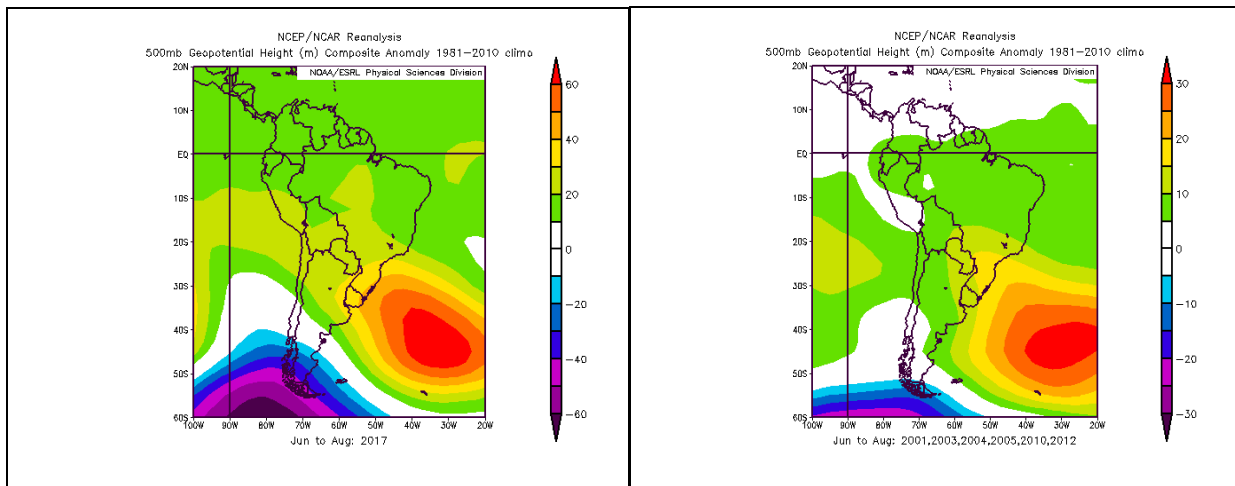 NCEP/NCAR Reanalysis
500mb Geopotential Height (m) Composite Anomaly 1981-2010 climo
NOAA/ESRL Physical Sciences Division
20N
10N
EQ
10S
20S
30S
40S
50S
60S
100W 90W 80W 70W 60W 50W 40W 30W 20W
Jun to Aug: 2017
60
40
20
0
-20
-40
-60
NCEP/NCAR Reanalysis
500mb Geopotential Height (m) Composite Anomaly 1981-2010 climo
NOAA/ESRL Physical Sciences Division
20N
10N
EQ
10S
20S
30S
40S
50S
60S
100W 90W 80W 70W 60W 50W 40W 30W 20W
Jun to Aug: 2001,2003,2004,2005,2010,2012
30
20
10
0
-10
-20
-30